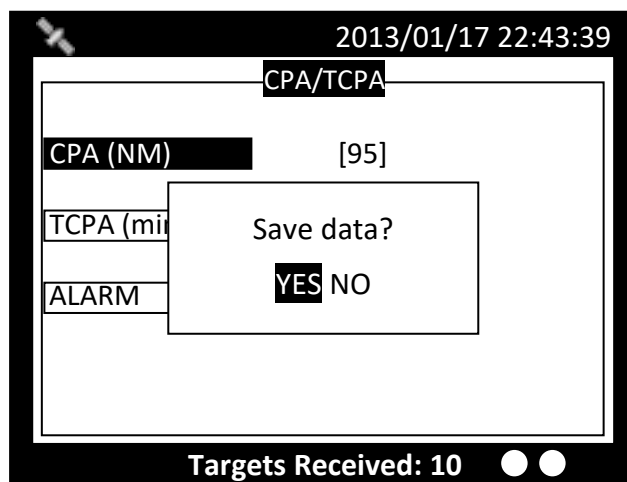 2013/01/17 22:43:39
CPA/TCPA
CPA (NM) [95]
TCPA (mi
Save data?
YES NO
ALARM
Targets Received: 10